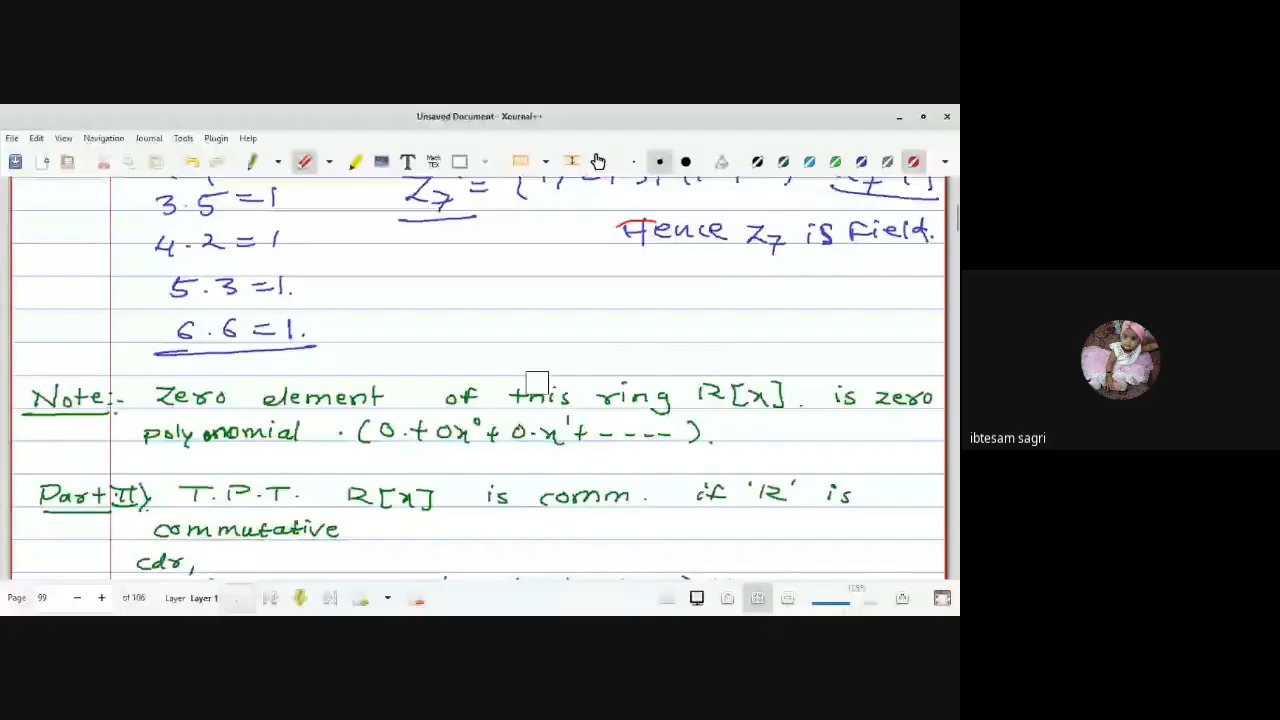 Unsaved Document - Xournal++
File Edit View Navigation Journal Tools Plugin Help
3.5 = 1
Z7 =
4.2 = 1
Hence Z7 is Field.
5.3 = 1.
6.6 = 1.
Note:- Zero element of this ring R[x]. is zero
polynomial . (0.+0x⁰+0.x¹+----).
Part II) T.P.T. R[x] is comm. if 'R' is
commutative
cdr,
Page 99 of 106 Layer Layer 1
ibtesam sagri